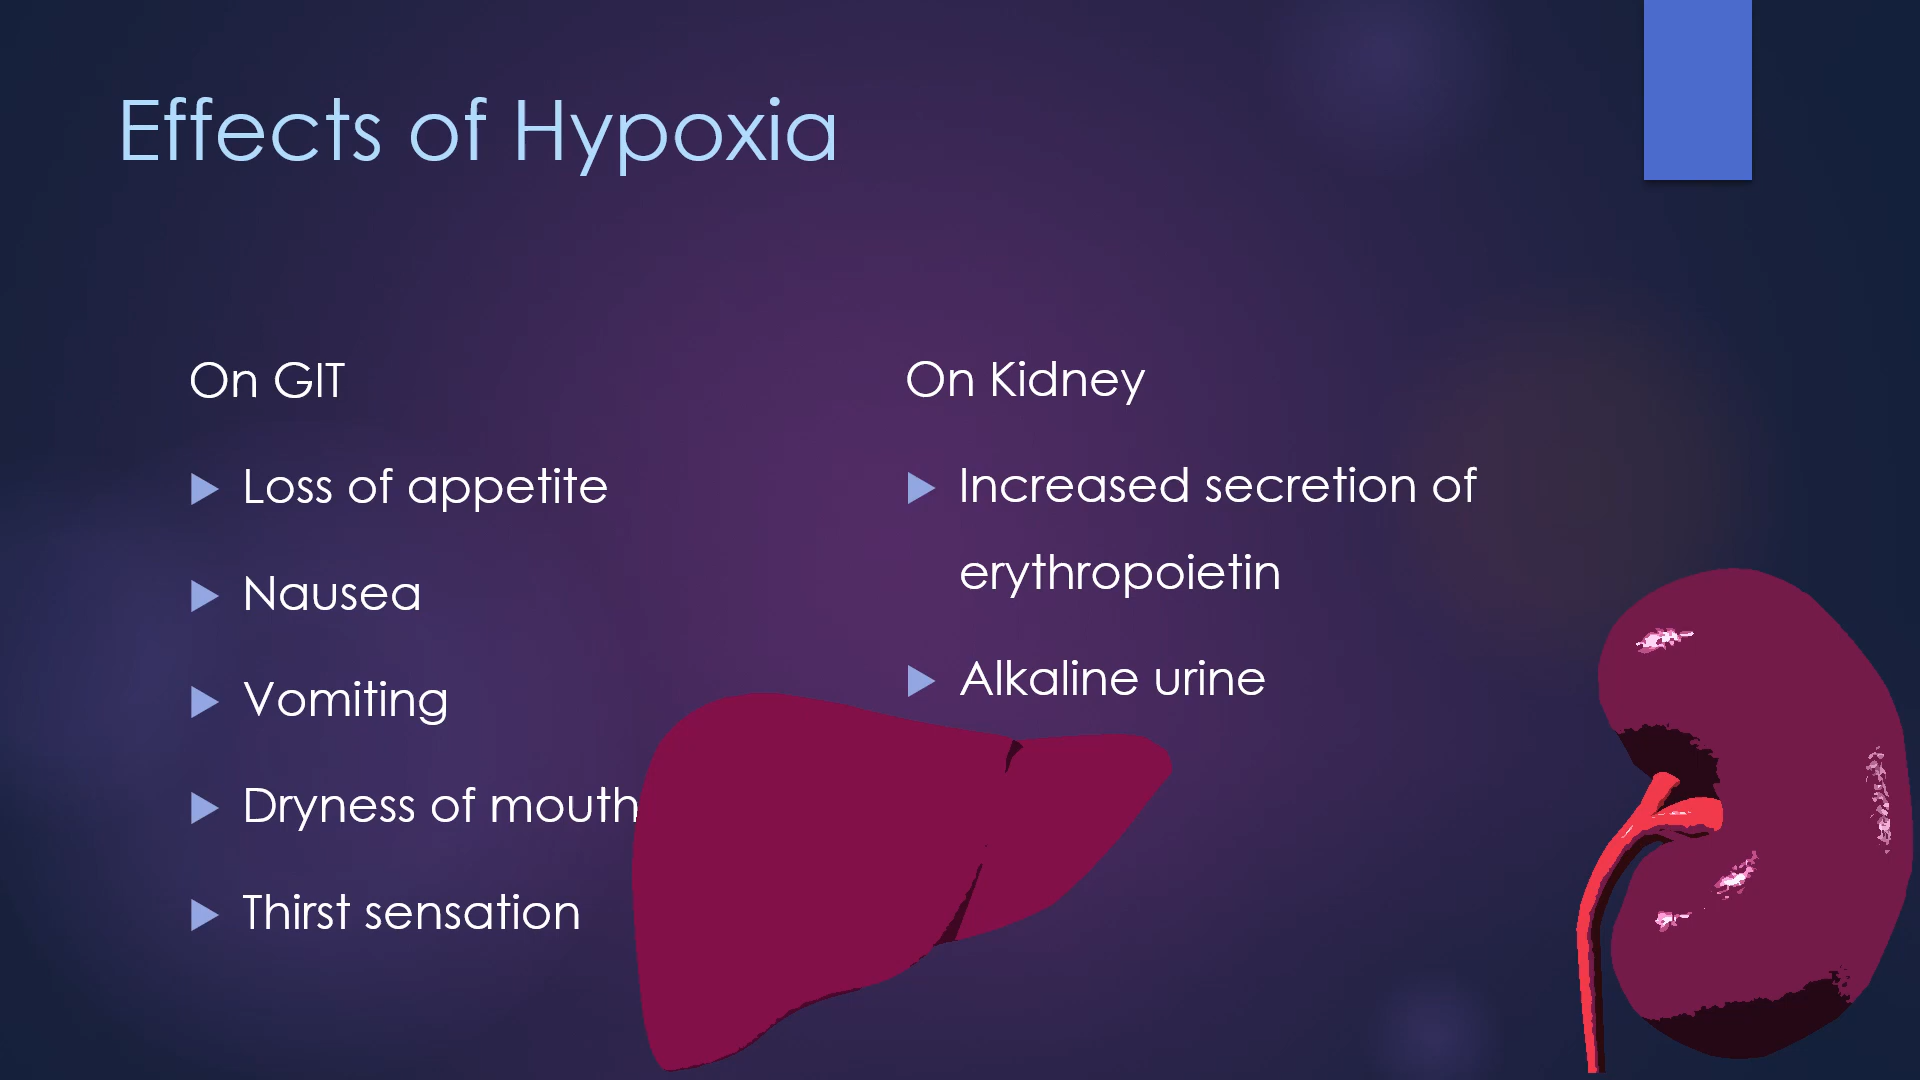 Effects of Hypoxia
On GIT
Loss of appetite
Nausea
Vomiting
Dryness of mouth
Thirst sensation
On Kidney
Increased secretion of
erythropoietin
Alkaline urine